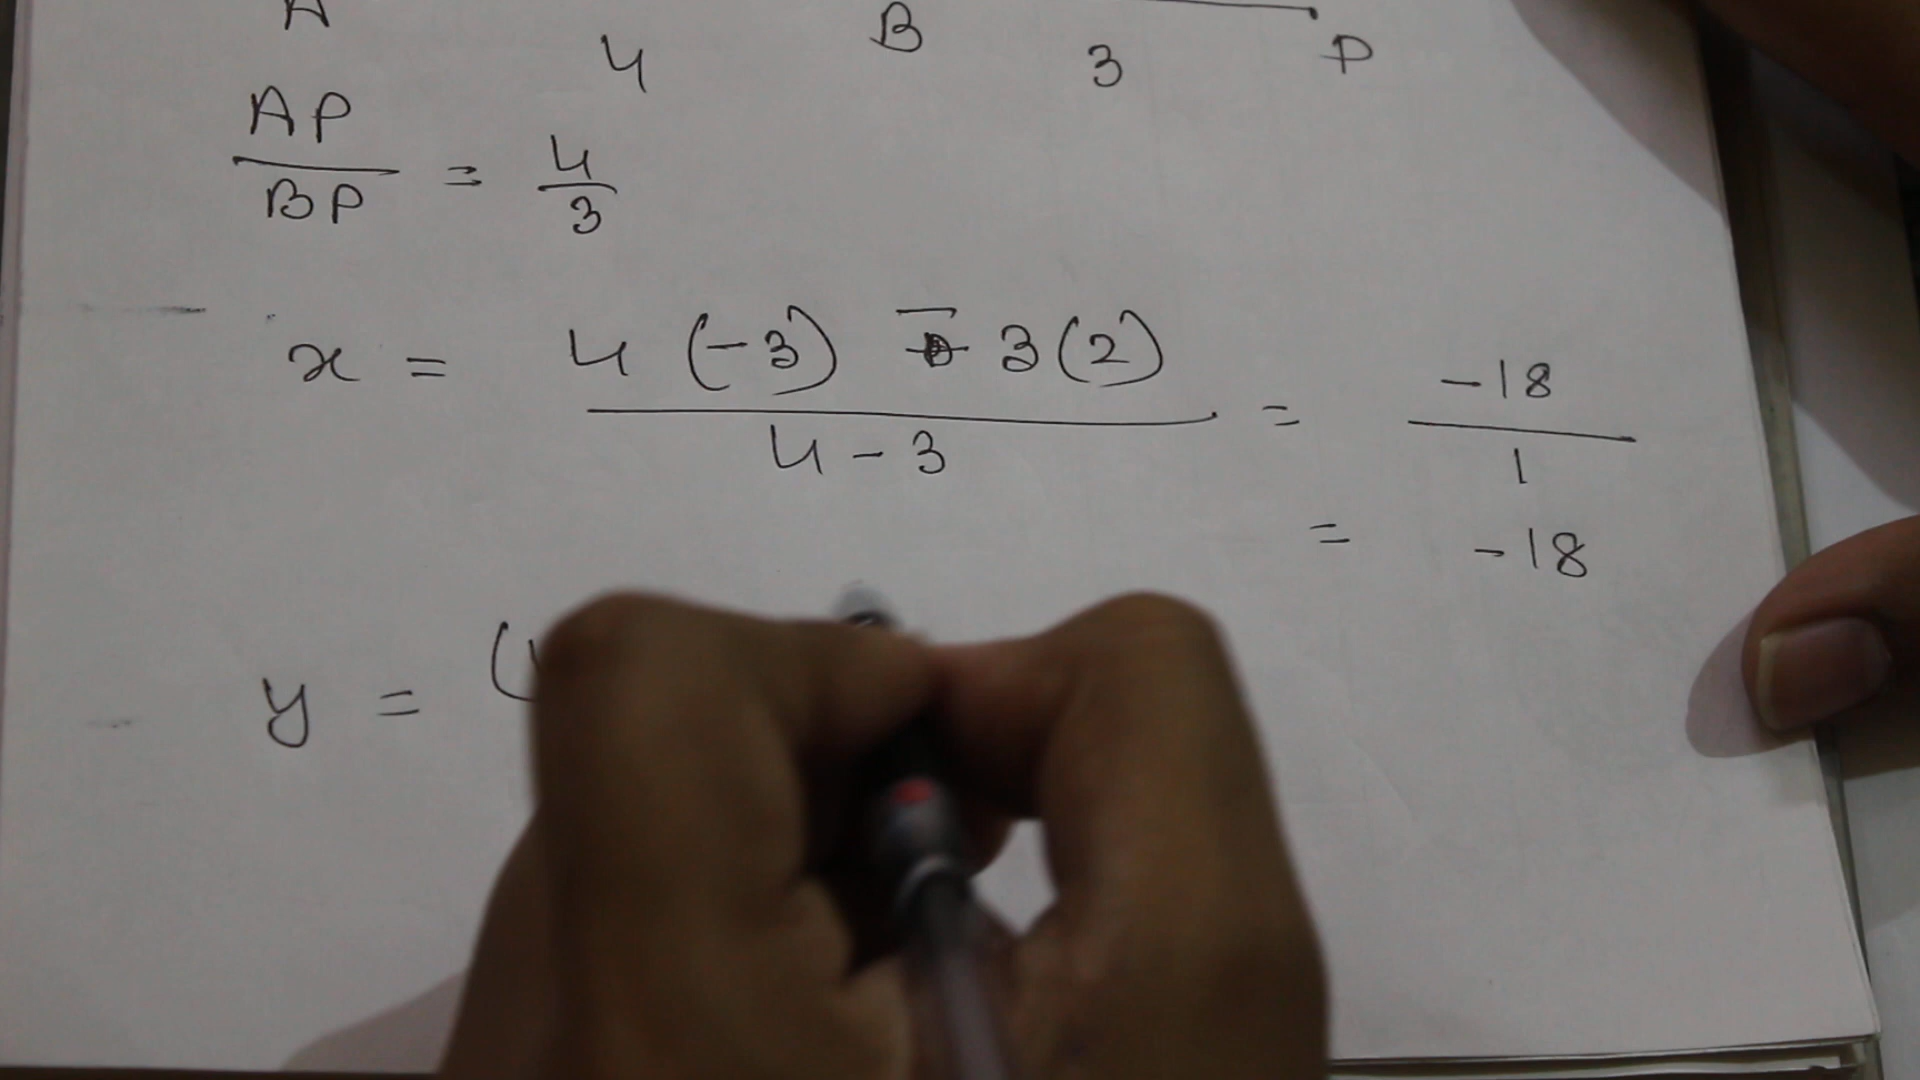 A 4 B 3 P
AP/BP = 4/3
x = 4(-3) - 3(2) / 4-3 = -18/1
= -18
y = (